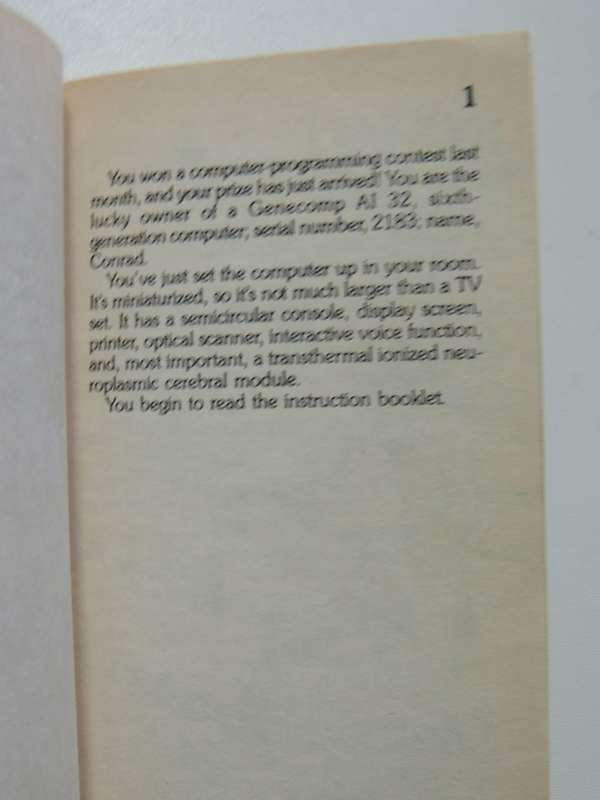 1
You won a computer-programming contest last
month, and your prize has just arrived! You are the
lucky owner of a Genecomp AI 32, sixth-
generation computer; serial number, 2183; name,
Conrad.
You've just set the computer up in your room.
It's miniaturized, so it's not much larger than a TV
set. It has a semicircular console, display screen,
printer, optical scanner, interactive voice function,
and, most important, a transthermal ionized neu-
roplasmic cerebral module.
You begin to read the instruction booklet.